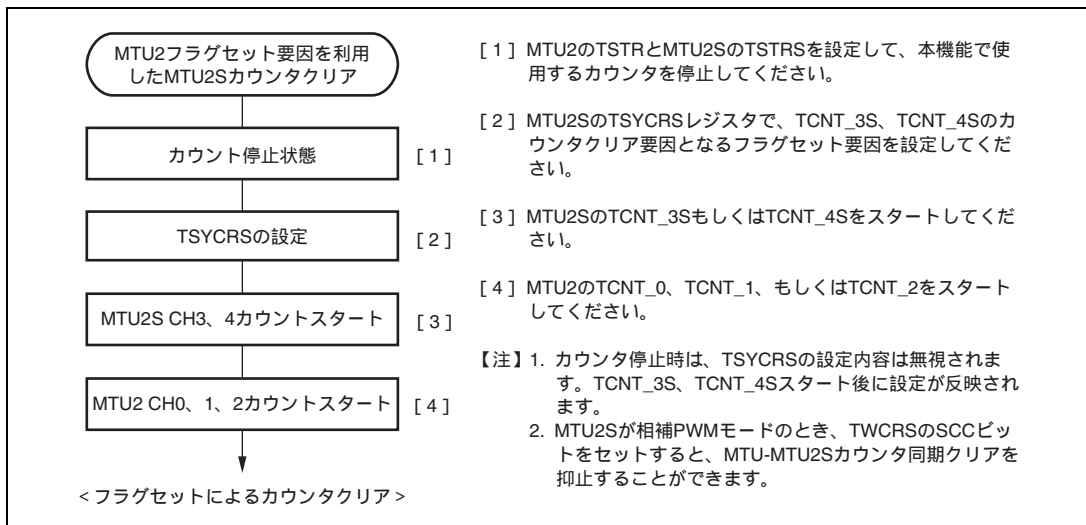 MTU2フラグセット要因を利用
したMTU2Sカウンタクリア
カウント停止状態
[ 1 ]
TSYCRSの設定
[ 2 ]
MTU2S CH3、4カウントスタート
[ 3 ]
MTU2 CH0、1、2カウントスタート
[ 4 ]
< フラグセットによるカウンタクリア >
[ 1 ] MTU2のTSTRとMTU2SのTSTRSを設定して、本機能で使
用するカウンタを停止してください。
[ 2 ] MTU2SのTSYCRSレジスタで、TCNT_3S、TCNT_4Sのカ
ウンタクリア要因となるフラグセット要因を設定してくだ
さい。
[ 3 ] MTU2SのTCNT_3SもしくはTCNT_4Sをスタートしてくだ
さい。
[ 4 ] MTU2のTCNT_0、TCNT_1、もしくはTCNT_2をスタート
してください。
【注】1. カウンタ停止時は、TSYCRSの設定内容は無視されま
す。TCNT_3S、TCNT_4Sスタート後に設定が反映され
ます。
2. MTU2Sが相補PWMモードのとき、TWCRSのSCCビッ
トをセットすると、MTU-MTU2Sカウンタ同期クリアを
抑止することができます。